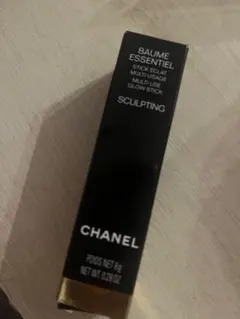 BAUME
ESSENTIEL
STICK ÉCLAT
MULTI-USAGE
MULTI-USE
GLOW STICK
SCULPTING
CHANEL
POIDS NET 8g
NET WT. 0.28 OZ.